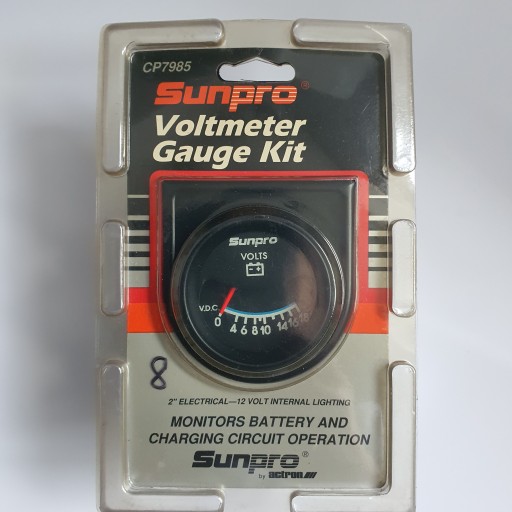 CP7985
Sunpro®
Voltmeter
Gauge Kit
Sunpro
VOLTS
V.D.C
0 4 6 8 10 14 16 18
8
2" ELECTRICAL—12 VOLT INTERNAL LIGHTING
MONITORS BATTERY AND
CHARGING CIRCUIT OPERATION
Sunpro®
by actron